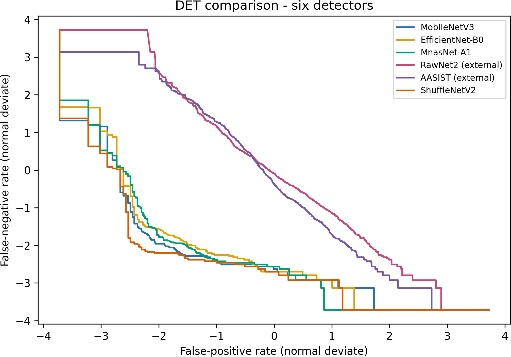 DET comparison - six detectors
False-negative rate (normal deviate)
4
3
2
1
0
−1
−2
−3
−4
MobileNetV3
EfficientNet-B0
MnasNet-A1
RawNet2 (external)
AASIST (external)
ShuffleNetV2
−4 −3 −2 −1 0 1 2 3 4
False-positive rate (normal deviate)